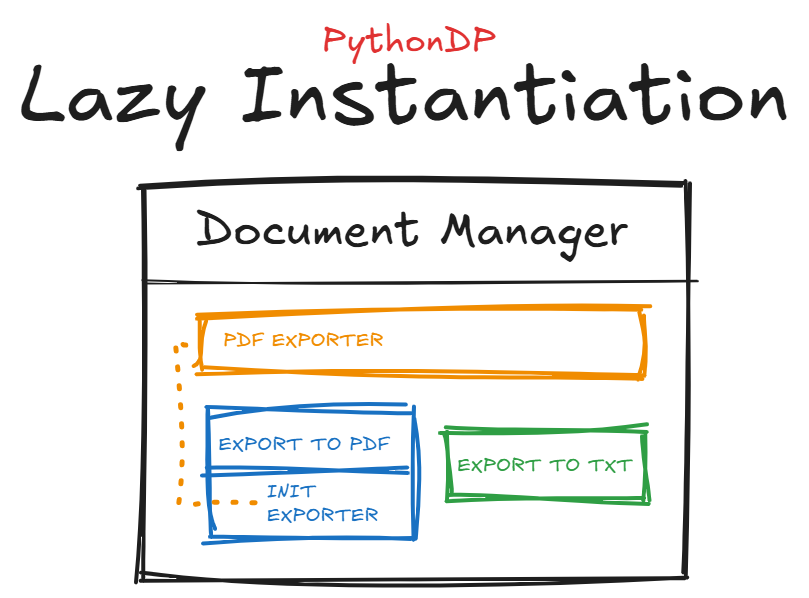 PythonDP
Lazy Instantiation
Document Manager
PDF EXPORTER
EXPORT TO PDF
EXPORT TO TXT
INIT
EXPORTER